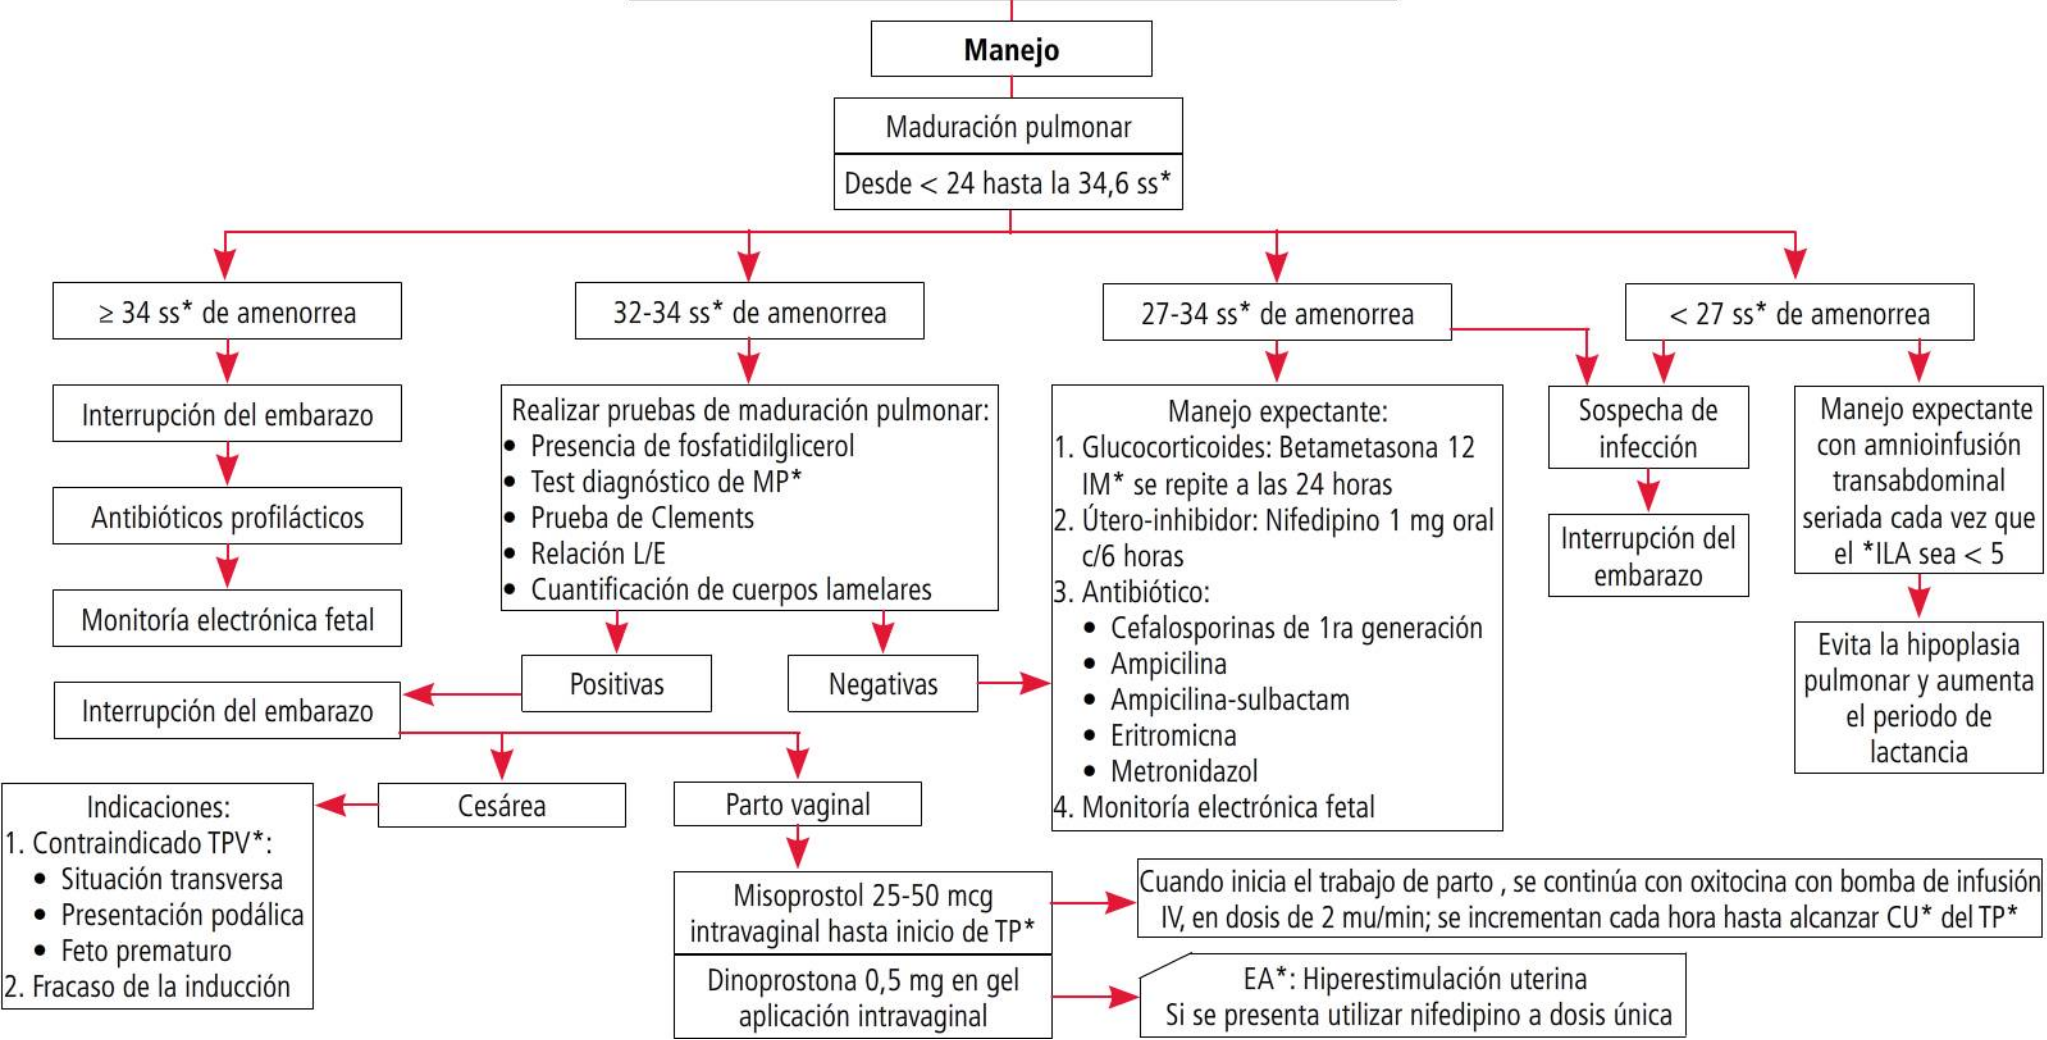 Manejo
Maduración pulmonar
Desde < 24 hasta la 34,6 ss*
≥ 34 ss* de amenorrea
Interrupción del embarazo
Antibióticos profilácticos
Monitoría electrónica fetal
32-34 ss* de amenorrea
Realizar pruebas de maduración pulmonar:
• Presencia de fosfatidilglicerol
• Test diagnóstico de MP*
• Prueba de Clements
• Relación L/E
• Cuantificación de cuerpos lamelares
Positivas
Negativas
Interrupción del embarazo
Cesárea
Indicaciones:
1. Contraindicado TPV*:
• Situación transversa
• Presentación podálica
• Feto prematuro
2. Fracaso de la inducción
Parto vaginal
Misoprostol 25-50 mcg
intravaginal hasta inicio de TP*
Dinoprostona 0,5 mg en gel
aplicación intravaginal
Cuando inicia el trabajo de parto , se continúa con oxitocina con bomba de infusión
IV, en dosis de 2 mu/min; se incrementan cada hora hasta alcanzar CU* del TP*
EA*: Hiperestimulación uterina
Si se presenta utilizar nifedipino a dosis única
27-34 ss* de amenorrea
Manejo expectante:
1. Glucocorticoides: Betametasona 12
IM* se repite a las 24 horas
2. Útero-inhibidor: Nifedipino 1 mg oral
c/6 horas
3. Antibiótico:
• Cefalosporinas de 1ra generación
• Ampicilina
• Ampicilina-sulbactam
• Eritromicna
• Metronidazol
4. Monitoría electrónica fetal
< 27 ss* de amenorrea
Sospecha de
infección
Interrupción del
embarazo
Manejo expectante
con amnioinfusión
transabdominal
seriada cada vez que
el *ILA sea < 5
Evita la hipoplasia
pulmonar y aumenta
el periodo de
lactancia